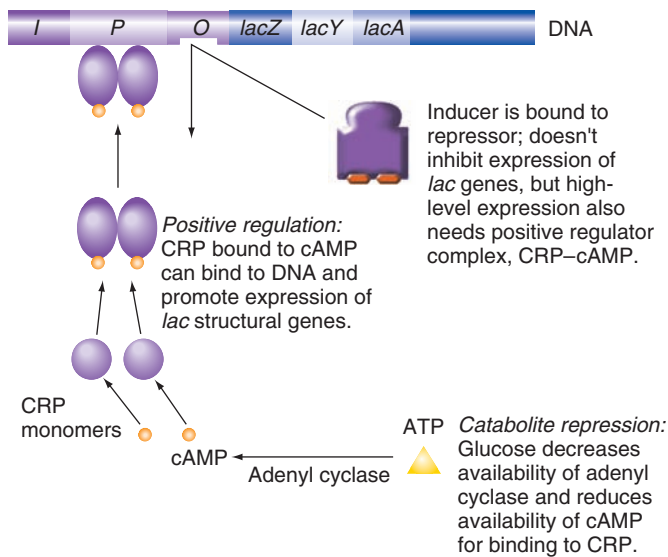 I P O lacZ lacY lacA DNA
Inducer is bound to
repressor; doesn't
inhibit expression of
lac genes, but high-
level expression also
needs positive regulator
complex, CRP–cAMP.
Positive regulation:
CRP bound to cAMP
can bind to DNA and
promote expression of
lac structural genes.
CRP
monomers
cAMP
Adenyl cyclase
ATP
Catabolite repression:
Glucose decreases
availability of adenyl
cyclase and reduces
availability of cAMP
for binding to CRP.